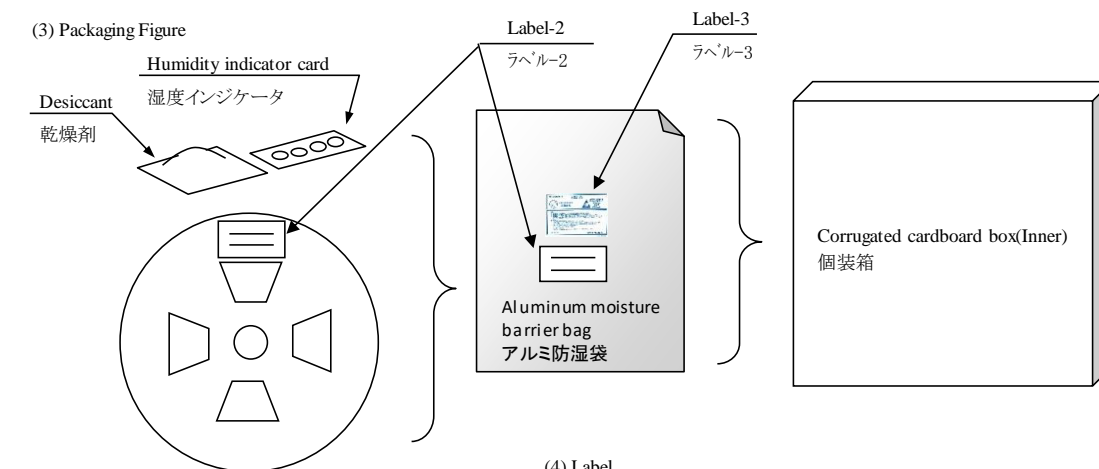 (3) Packaging Figure
Label-2
ラベル-2
Label-3
ラベル-3
Humidity indicator card
湿度インジケータ
Desiccant
乾燥剤
Aluminum moisture
barrier bag
アルミ防湿袋
Corrugated cardboard box(Inner)
個装箱
(4) Label